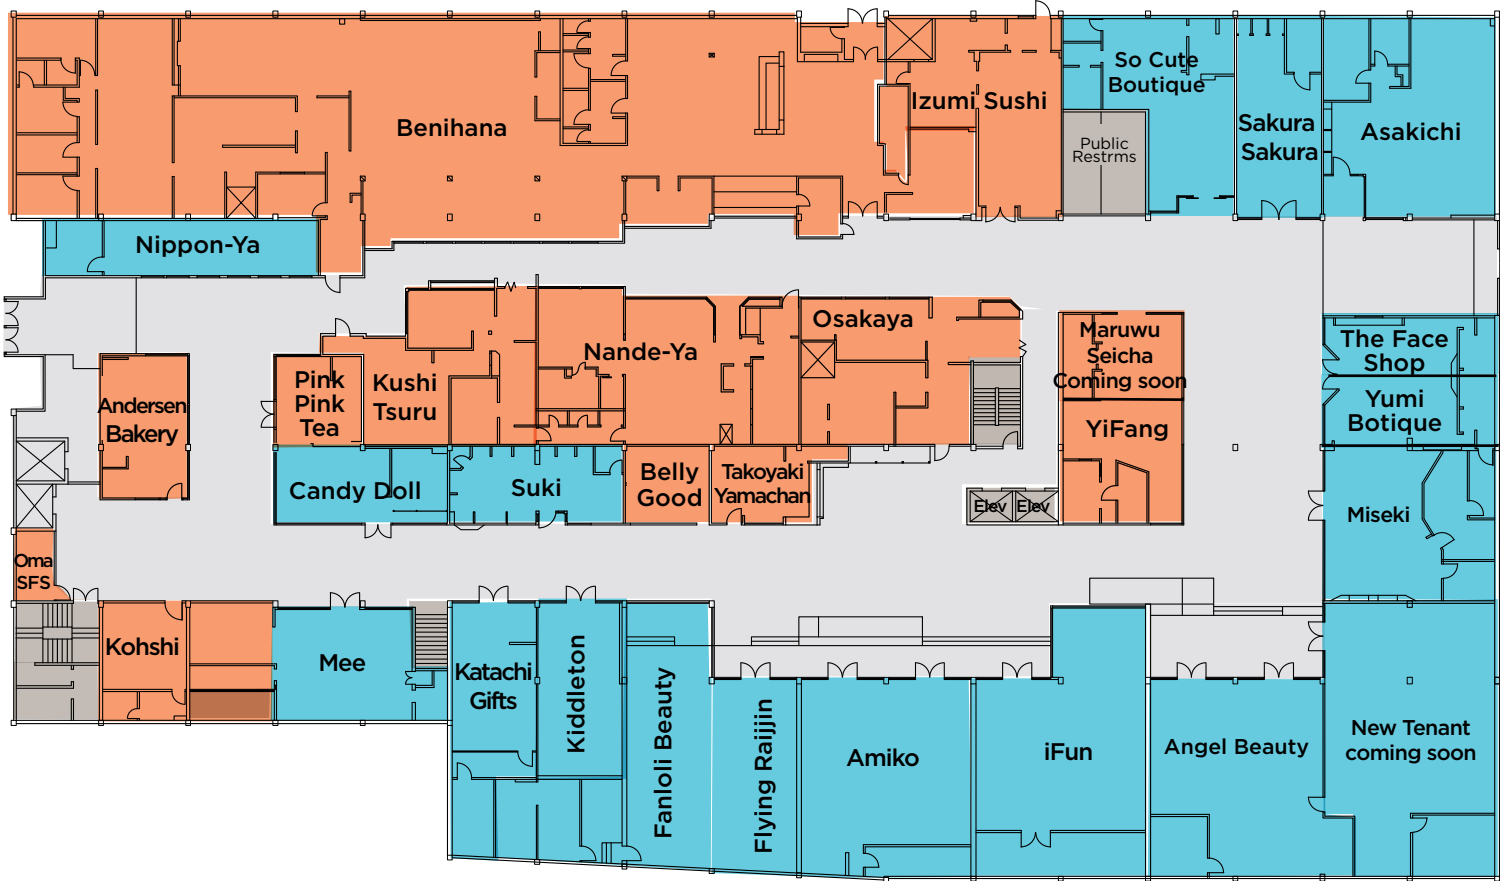 Benihana
Izumi Sushi
So Cute
Boutique
Public
Restrms
Sakura
Sakura
Asakichi
Nippon-Ya
Osakaya
Nande-Ya
Kushi
Tsuru
Pink
Pink
Tea
Andersen
Bakery
Maruwu
Seicha
Coming soon
YiFang
The Face
Shop
Yumi
Botique
Candy Doll
Suki
Belly
Good
Takoyaki
Yamachan
Elev
Elev
Miseki
Oma
SFS
Kohshi
Mee
Katachi
Gifts
Kiddleton
Fanloli Beauty
Flying Raijjin
Amiko
iFun
Angel Beauty
New Tenant
coming soon